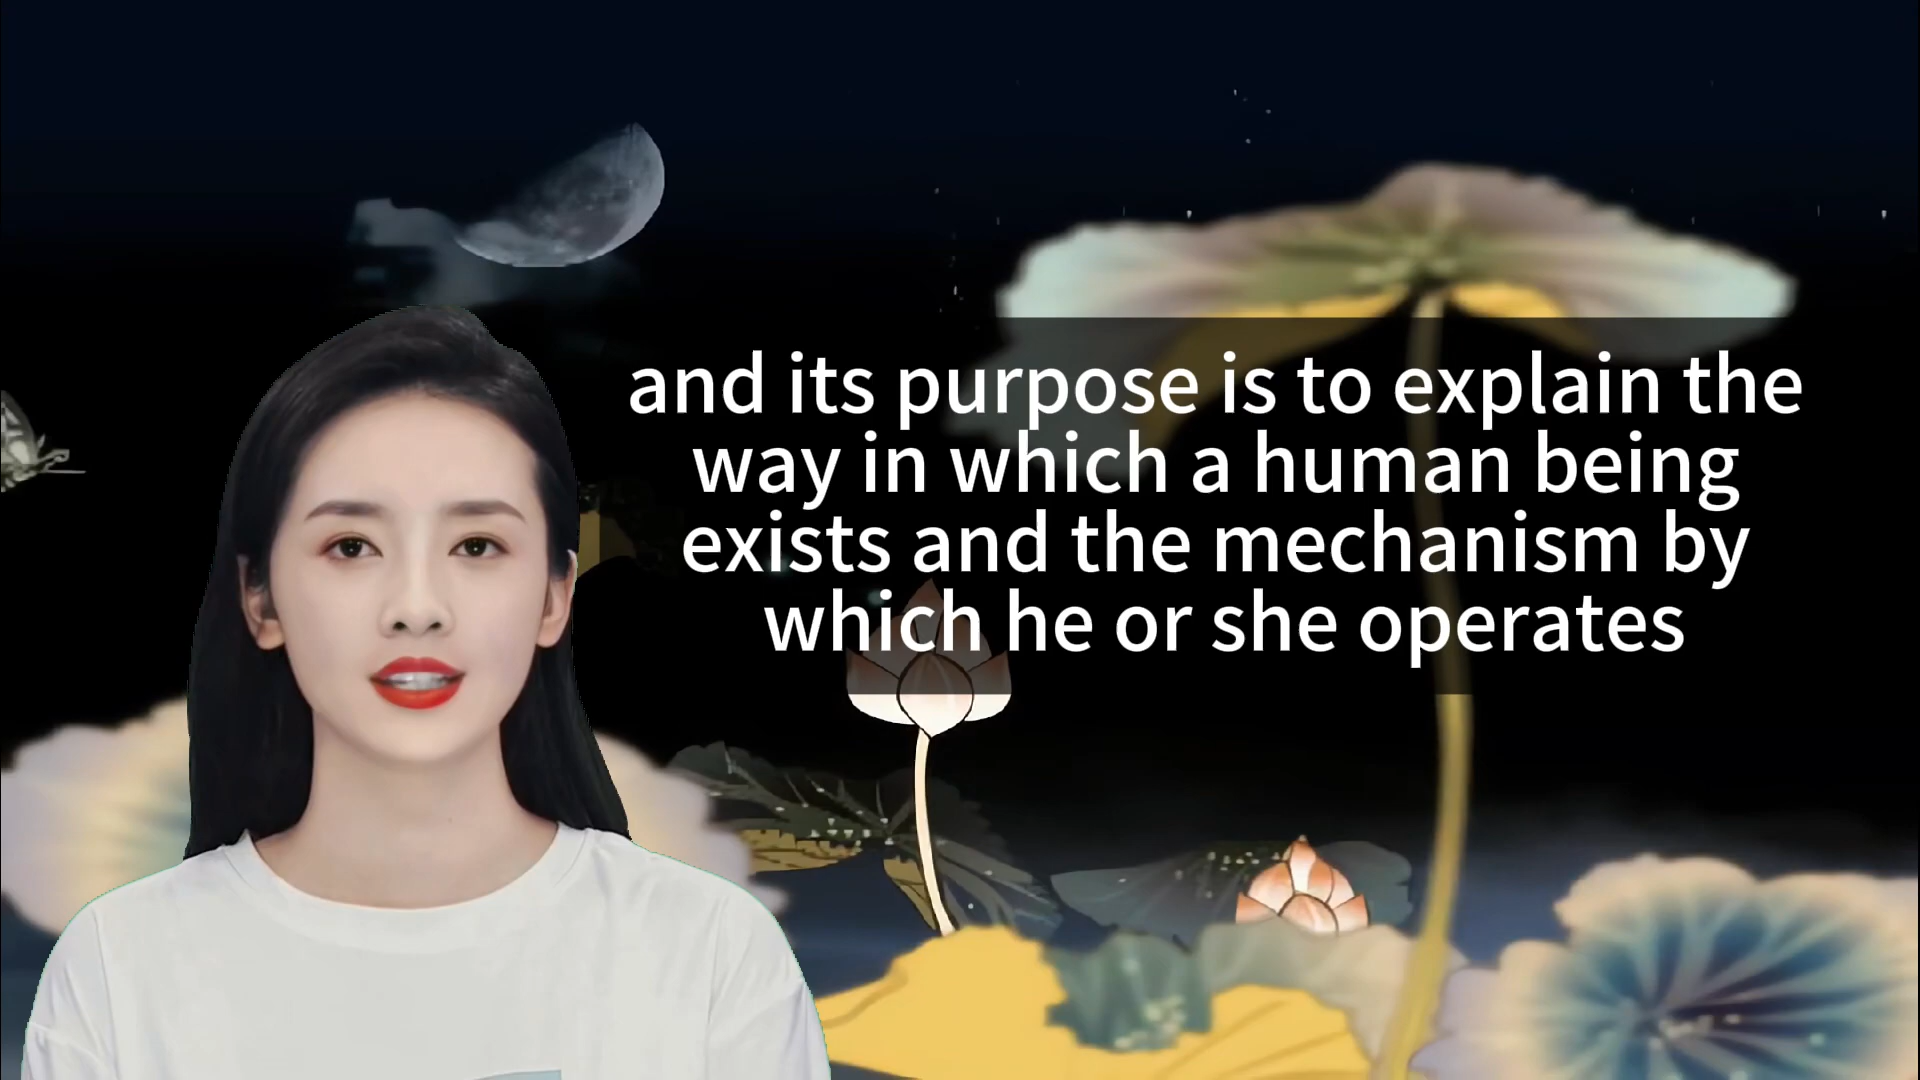 and its purpose is to explain the
way in which a human being
exists and the mechanism by
which he or she operates